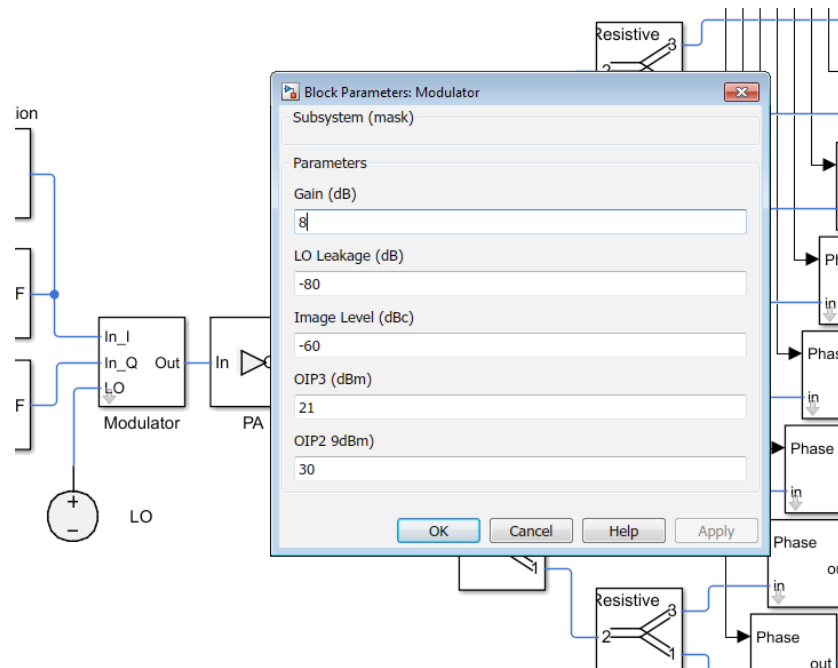 Resistive
3
2
Block Parameters: Modulator
Subsystem (mask)
ion
Parameters
Gain (dB)
8
LO Leakage (dB)
-80
Image Level (dBc)
-60
OIP3 (dBm)
21
OIP2 9dBm)
30
OK
Cancel
Help
Apply
F
F
In_I
In_Q
Out
LO
Modulator
In
PA
LO
1
Resistive
3
2
1
Ph
in
Phas
in
Phase
in
Phase
ou
in
Phase
out